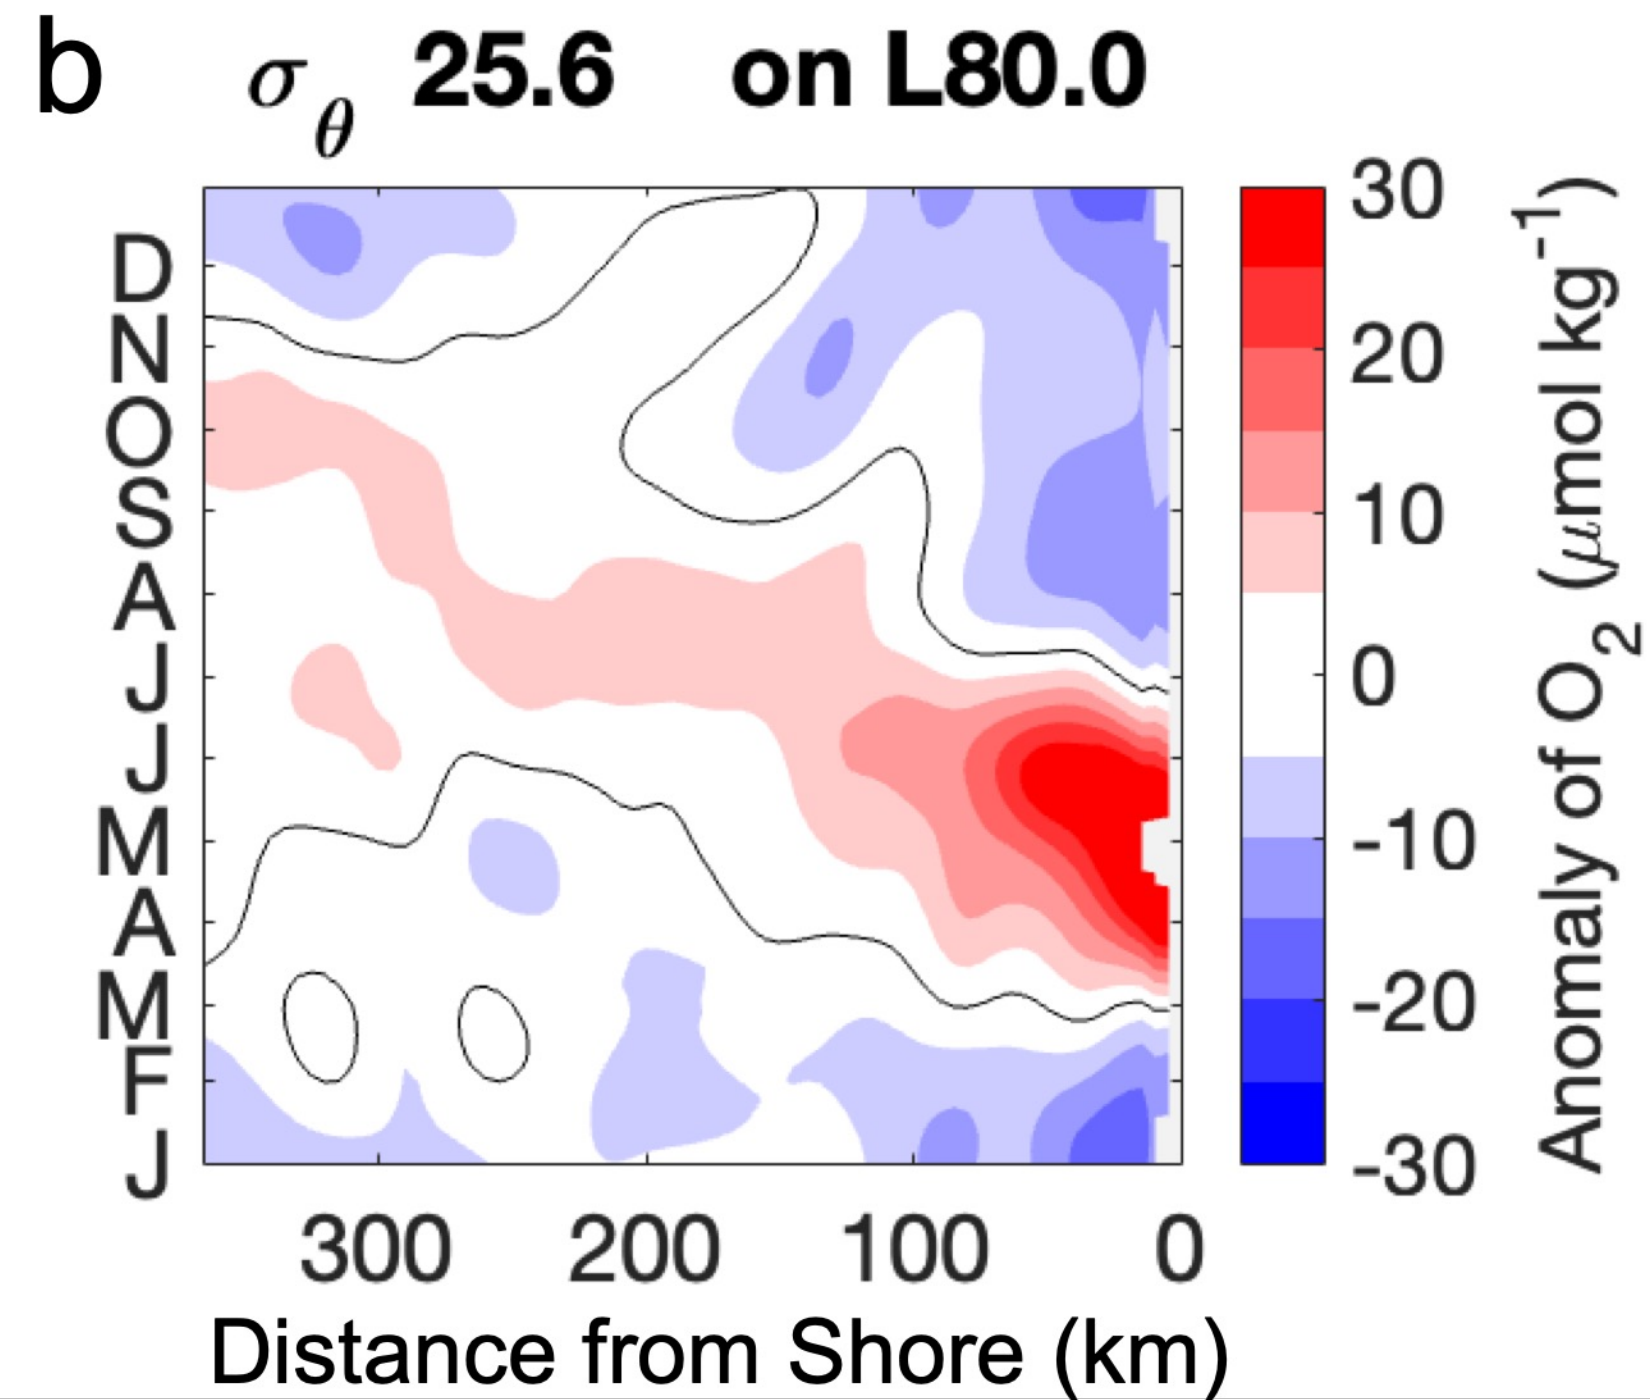 b
σθ 25.6 on L80.0
D
N
O
S
A
J
J
M
A
M
F
J
300 200 100 0
Distance from Shore (km)
30
20
10
0
-10
-20
-30
Anomaly of O2 (μmol kg-1)